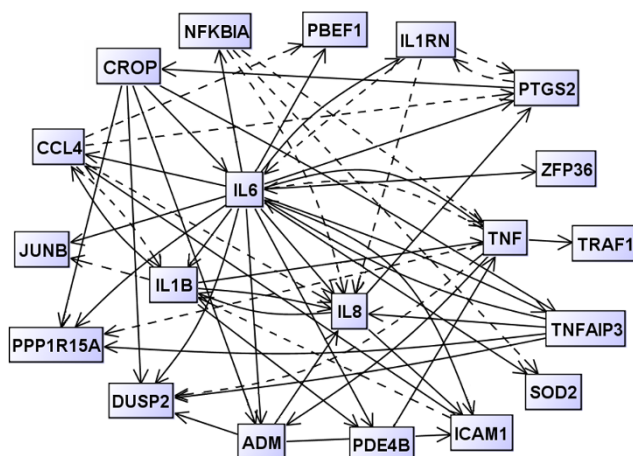 NFKBIA
PBEF1
IL1RN
CROP
PTGS2
CCL4
ZFP36
IL6
JUNB
TNF
TRAF1
IL1B
IL8
PPP1R15A
TNFAIP3
DUSP2
SOD2
ADM
PDE4B
ICAM1